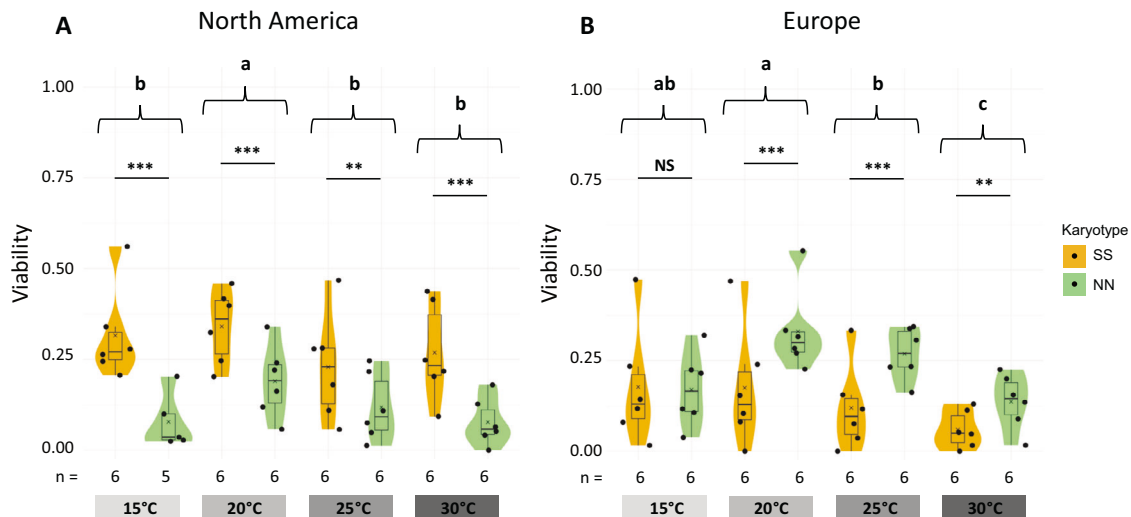 A North America
b a b b
*** *** ** ***
1.00
0.75
0.50
0.25
0.00
Viability
n = 6 5 6 6 6 6 6 6
15°C 20°C 25°C 30°C
B Europe
ab a b c
NS *** *** **
1.00
0.75
0.50
0.25
0.00
Viability
n = 6 6 6 6 6 6 6 6
15°C 20°C 25°C 30°C
Karyotype
SS
NN